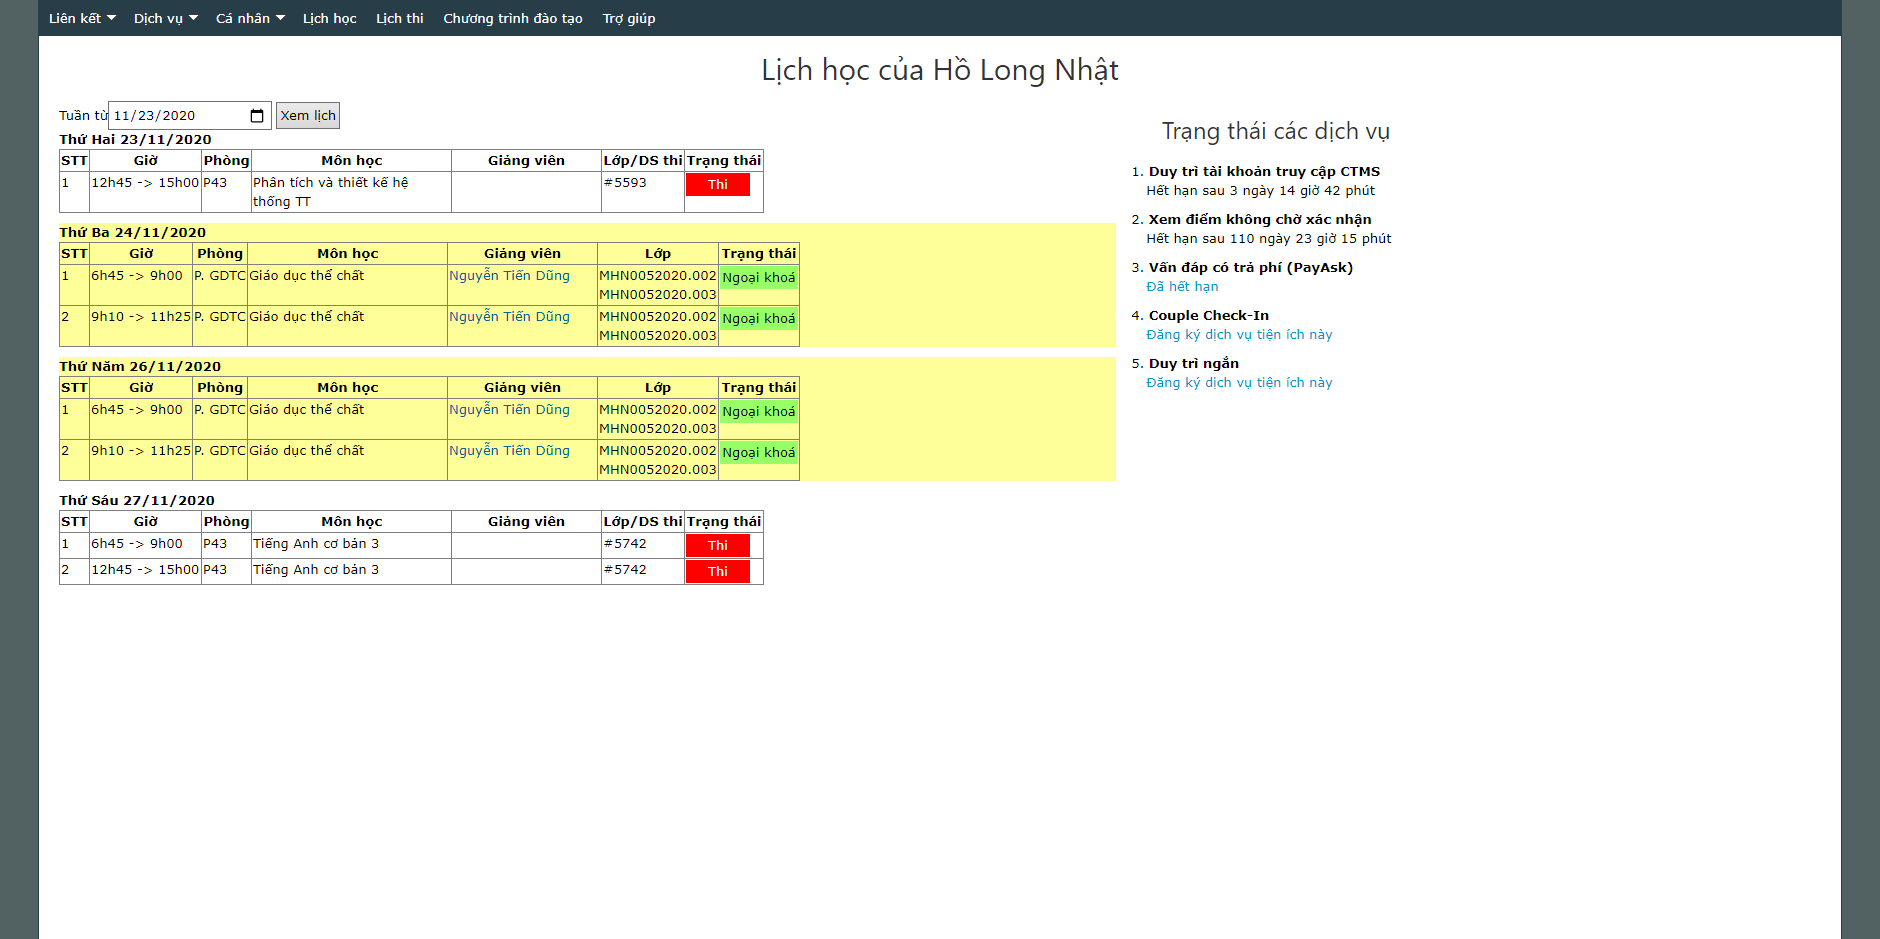 Liên kết Dịch vụ Cá nhân Lịch học Lịch thi Chương trình đào tạo Trợ giúp
Lịch học của Hồ Long Nhật
Tuần từ 11/23/2020 Xem lịch
Thứ Hai 23/11/2020
STT Giờ Phòng Môn học Giảng viên Lớp/DS thi Trạng thái
1 12h45 -> 15h00 P43 Phân tích và thiết kế hệ #5593 Thi
thống TT
Thứ Ba 24/11/2020
STT Giờ Phòng Môn học Giảng viên Lớp Trạng thái
1 6h45 -> 9h00 P. GDTC Giáo dục thể chất Nguyễn Tiến Dũng MHN0052020.002 Ngoại khoá
MHN0052020.003
2 9h10 -> 11h25 P. GDTC Giáo dục thể chất Nguyễn Tiến Dũng MHN0052020.002 Ngoại khoá
MHN0052020.003
Thứ Năm 26/11/2020
STT Giờ Phòng Môn học Giảng viên Lớp Trạng thái
1 6h45 -> 9h00 P. GDTC Giáo dục thể chất Nguyễn Tiến Dũng MHN0052020.002 Ngoại khoá
MHN0052020.003
2 9h10 -> 11h25 P. GDTC Giáo dục thể chất Nguyễn Tiến Dũng MHN0052020.002 Ngoại khoá
MHN0052020.003
Thứ Sáu 27/11/2020
STT Giờ Phòng Môn học Giảng viên Lớp/DS thi Trạng thái
1 6h45 -> 9h00 P43 Tiếng Anh cơ bản 3 #5742 Thi
2 12h45 -> 15h00 P43 Tiếng Anh cơ bản 3 #5742 Thi
Trạng thái các dịch vụ
1. Duy trì tài khoản truy cập CTMS
Hết hạn sau 3 ngày 14 giờ 42 phút
2. Xem điểm không chờ xác nhận
Hết hạn sau 110 ngày 23 giờ 15 phút
3. Vấn đáp có trả phí (PayAsk)
Đã hết hạn
4. Couple Check-In
Đăng ký dịch vụ tiện ích này
5. Duy trì ngắn
Đăng ký dịch vụ tiện ích này